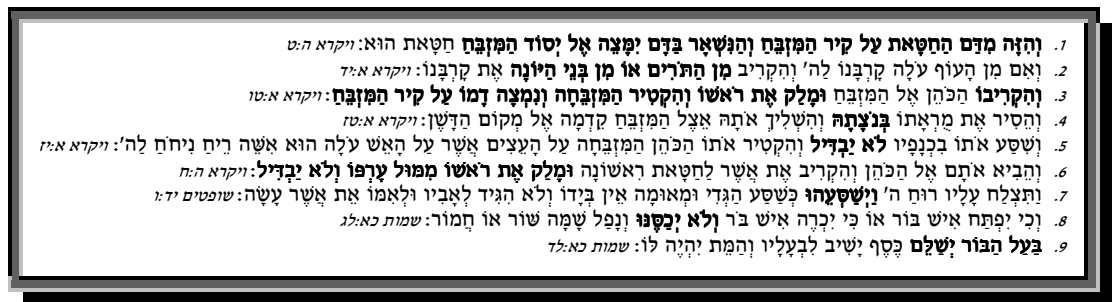 1. וְהִזָּה מִדַּם הַחַטָּאת עַל קִיר הַמִּזְבֵּחַ וְהַנִּשְׁאָר בַּדָּם יִמָּצֵה אֶל יְסוֹד הַמִּזְבֵּחַ חַטָּאת הוּא: ויקרא ה:ט
2. וְאִם מִן הָעוֹף עֹלָה קָרְבָּנוֹ לַה' וְהִקְרִיב מִן הַתֹּרִים אוֹ מִן בְּנֵי הַיּוֹנָה אֶת קָרְבָּנוֹ: ויקרא א:יד
3. וְהִקְרִיבוֹ הַכֹּהֵן אֶל הַמִּזְבֵּחַ וּמָלַק אֶת רֹאשׁוֹ וְהִקְטִיר הַמִּזְבֵּחָה וְנִמְצָה דָמוֹ עַל קִיר הַמִּזְבֵּחַ: ויקרא א:טו
4. וְהֵסִיר אֶת מֻרְאָתוֹ בְּנֹצָתָהּ וְהִשְׁלִיךְ אֹתָהּ אֵצֶל הַמִּזְבֵּחַ קֵדְמָה אֶל מְקוֹם הַדָּשֶׁן: ויקרא א:טז
5. וְשִׁסַּע אֹתוֹ בִכְנָפָיו לֹא יַבְדִּיל וְהִקְטִיר אֹתוֹ הַכֹּהֵן הַמִּזְבֵּחָה עַל הָעֵצִים אֲשֶׁר עַל הָאֵשׁ עֹלָה הוּא אִשֵּׁה רֵיחַ נִיחֹחַ לַה': ויקרא א:יז
6. וְהֵבִיא אֹתָם אֶל הַכֹּהֵן וְהִקְרִיב אֶת אֲשֶׁר לַחַטָּאת רִאשׁוֹנָה וּמָלַק אֶת רֹאשׁוֹ מִמּוּל עָרְפּוֹ וְלֹא יַבְדִּיל: ויקרא ה:ח
7. וַתִּצְלַח עָלָיו רוּחַ ה' וַיְשַׁסְּעֵהוּ כְּשַׁסַּע הַגְּדִי וּמְאוּמָה אֵין בְּיָדוֹ וְלֹא הִגִּיד לְאָבִיו וּלְאִמּוֹ אֵת אֲשֶׁר עָשָׂה: שופטים יד:ו
8. וְכִי יִפְתַּח אִישׁ בּוֹר אוֹ כִּי יִכְרֶה אִישׁ בֹּר וְלֹא יְכַסֶּנּוּ וְנָפַל שָׁמָּה שּׁוֹר אוֹ חֲמוֹר: שמות כא:לג
9. בַּעַל הַבּוֹר יְשַׁלֵּם כֶּסֶף יָשִׁיב לִבְעָלָיו וְהַמֵּת יִהְיֶה לּוֹ: שמות כא:לד